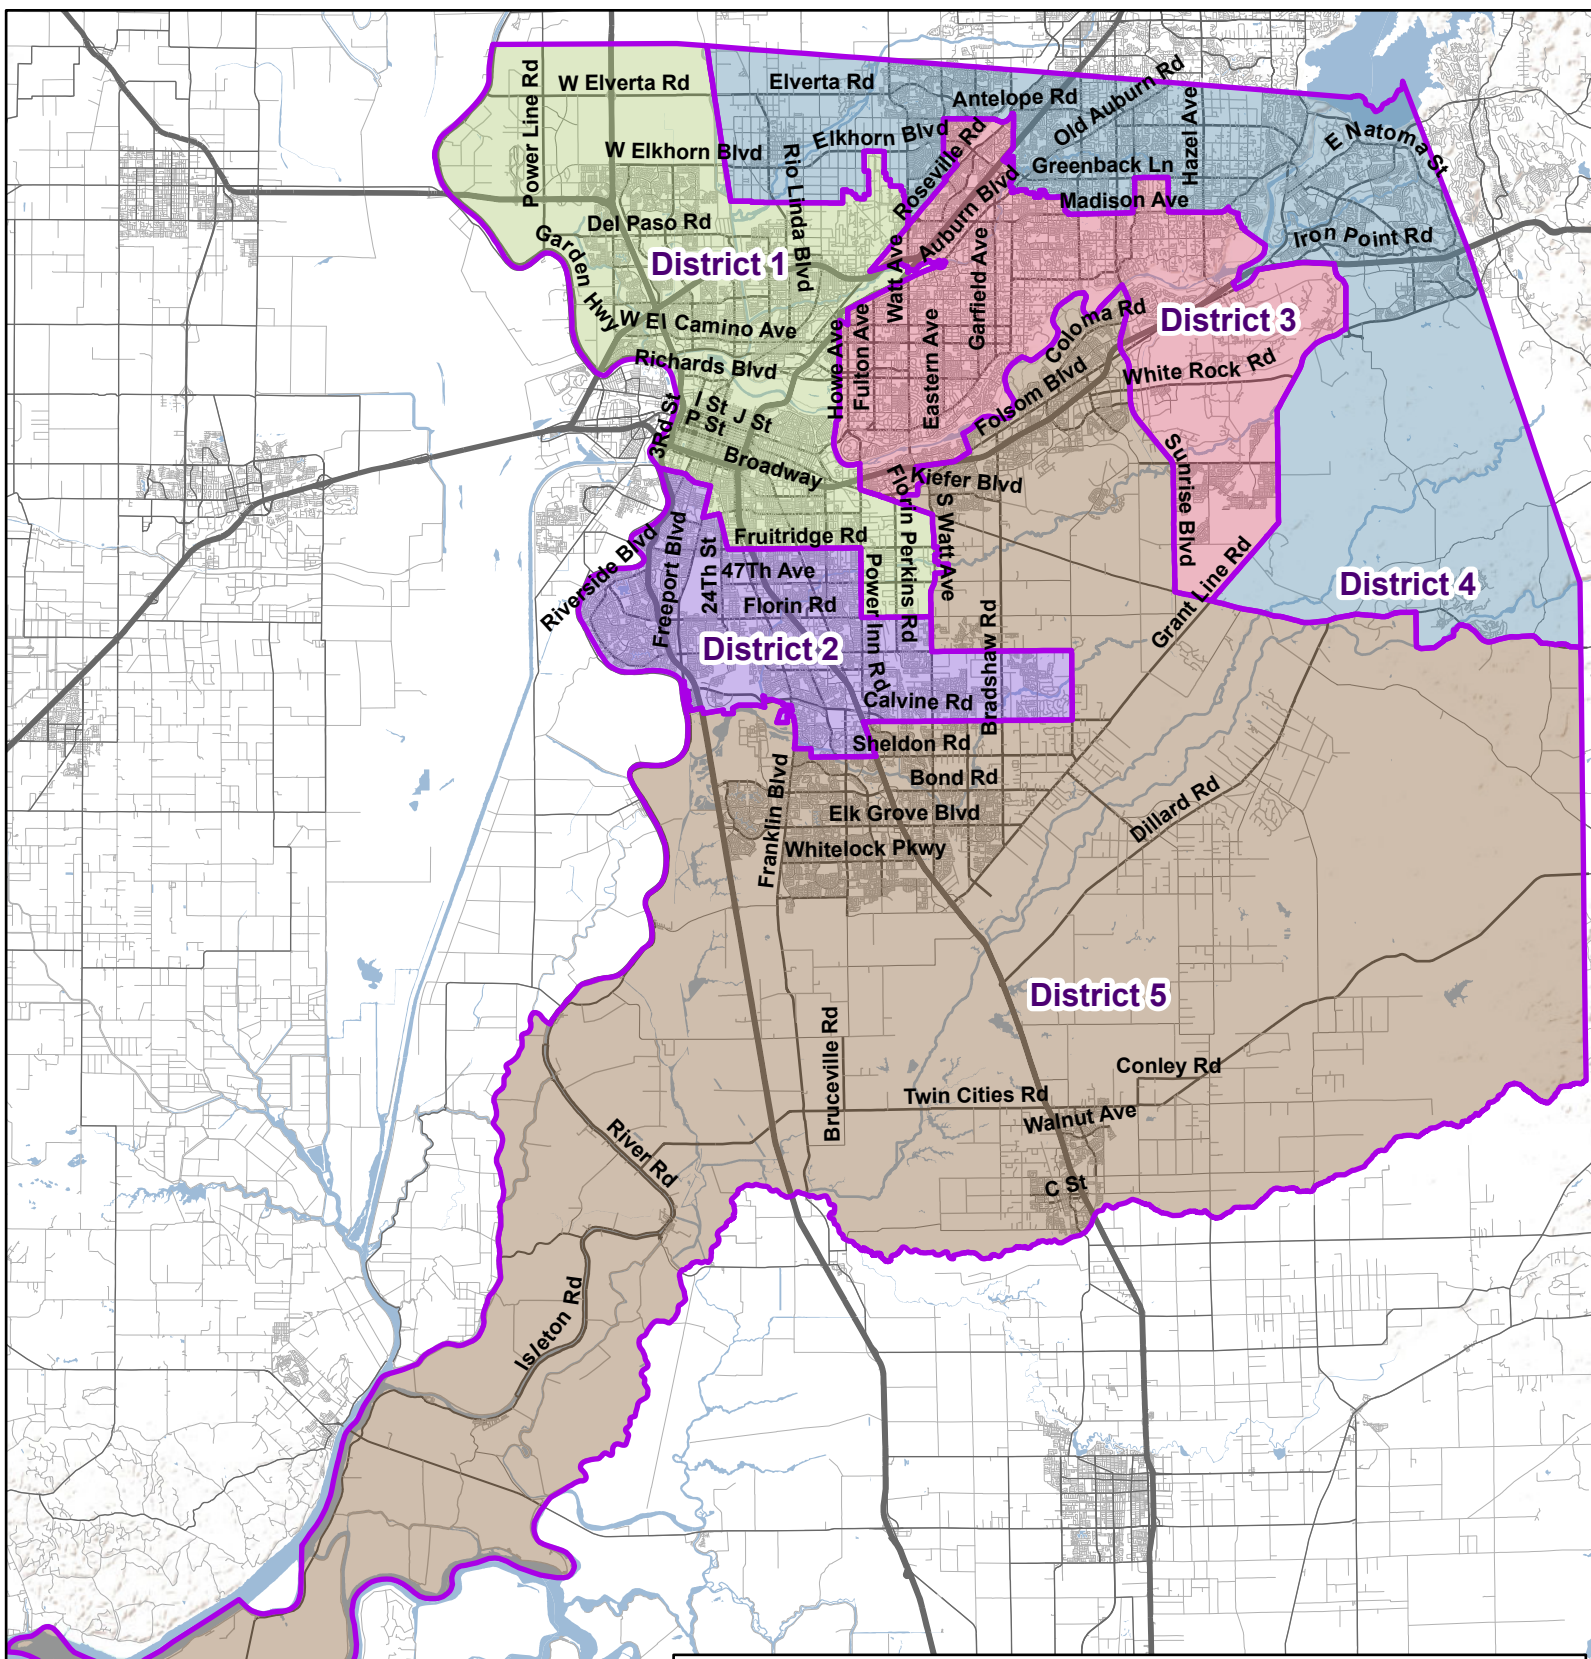 Power Line Rd
W Elverta Rd
Elverta Rd
Antelope Rd
Old Auburn Rd
Hazel Ave
E Natoma St
W Elkhorn Blvd
Rio Linda Blvd
Elkhorn Blvd
Roseville Rd
Greenback Ln
Madison Ave
Auburn Blvd
Iron Point Rd
Del Paso Rd
Garden Hwy
District 1
Watt Ave
Garfield Ave
W El Camino Ave
Coloma Rd
District 3
Richards Blvd
Howe Ave
Fulton Ave
Eastern Ave
White Rock Rd
Folsom Blvd
3Rd St
I St
J St
P St
Broadway
Kiefer Blvd
Florin Perkins Rd
S Watt Ave
Sunrise Blvd
Riverside Blvd
Freeport Blvd
24Th St
Fruitridge Rd
47Th Ave
Power Inn Rd
Florin Rd
Grant Line Rd
District 4
District 2
Bradshaw Rd
Calvine Rd
Sheldon Rd
Franklin Blvd
Bond Rd
Elk Grove Blvd
Dillard Rd
Whitelock Pkwy
District 5
Bruceville Rd
Conley Rd
Twin Cities Rd
Walnut Ave
River Rd
C St
Isleton Rd